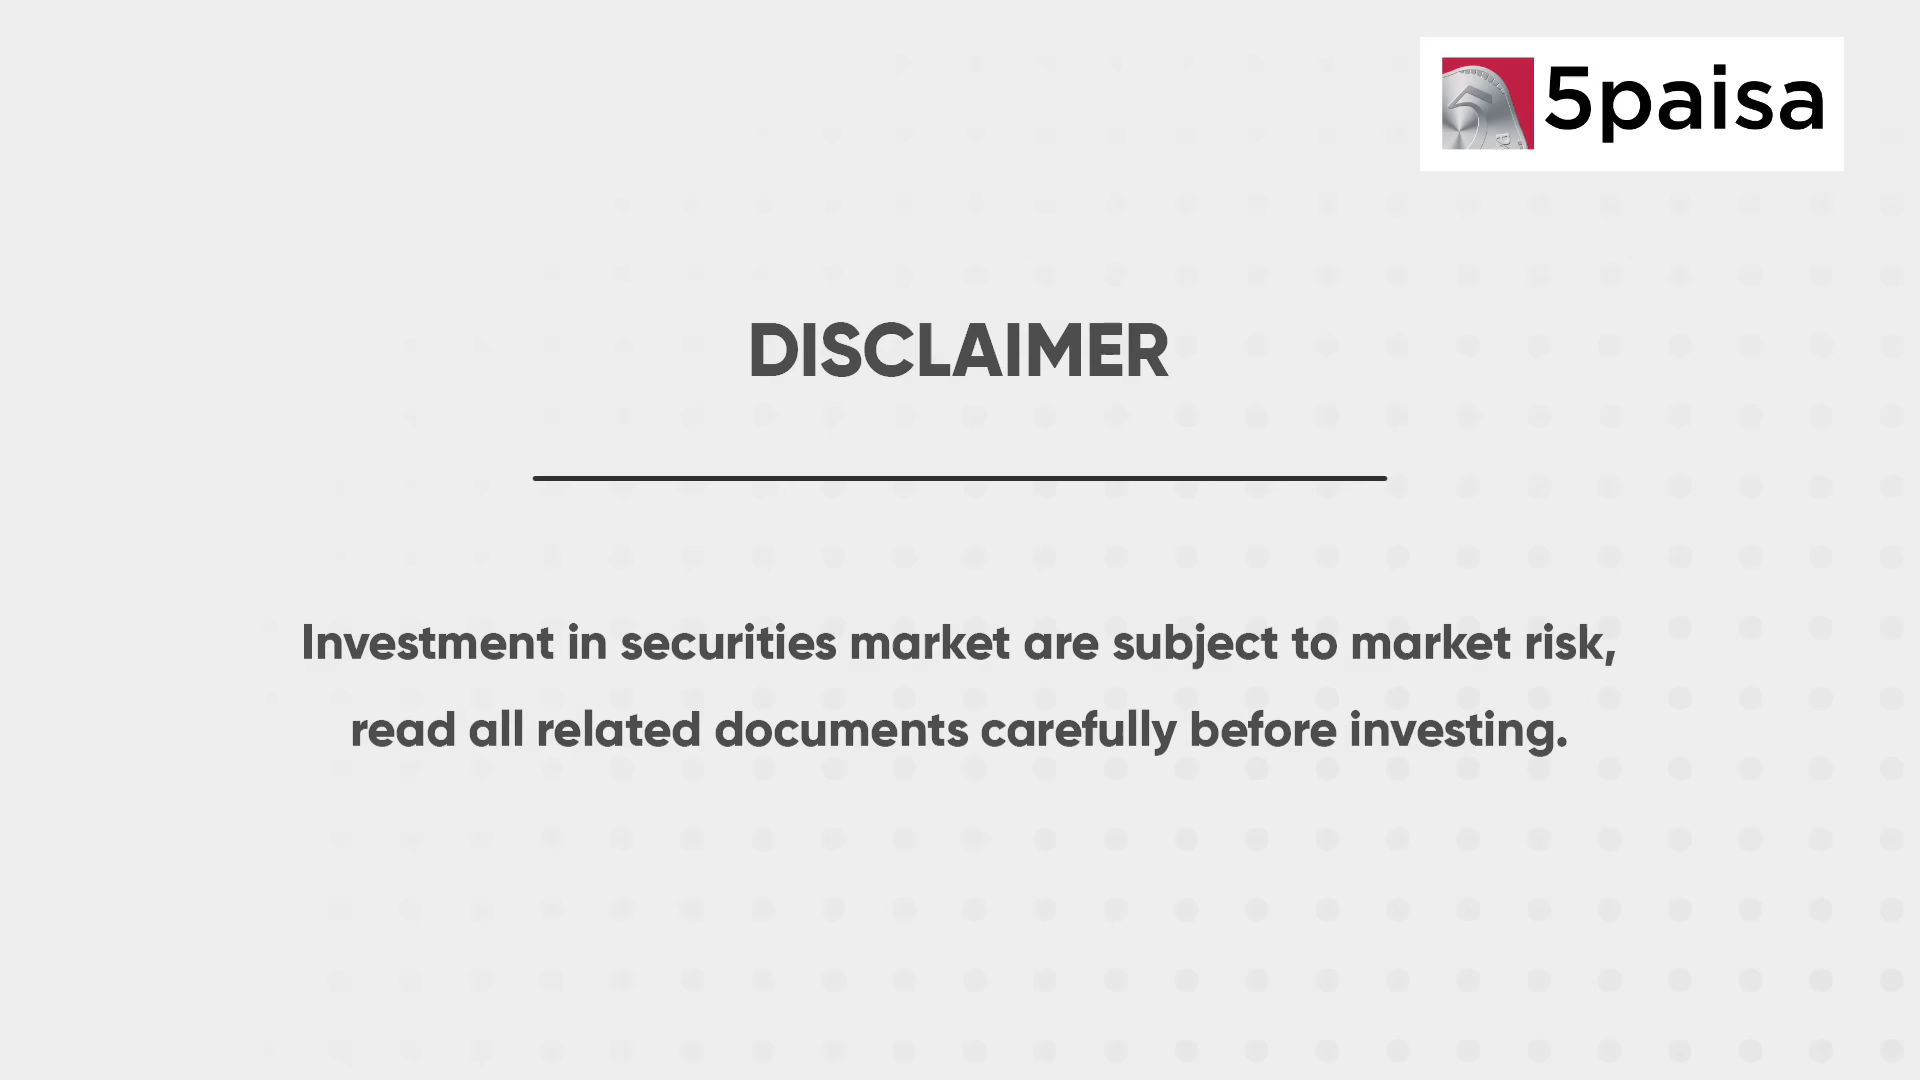 5paisa
DISCLAIMER
Investment in securities market are subject to market risk,
read all related documents carefully before investing.